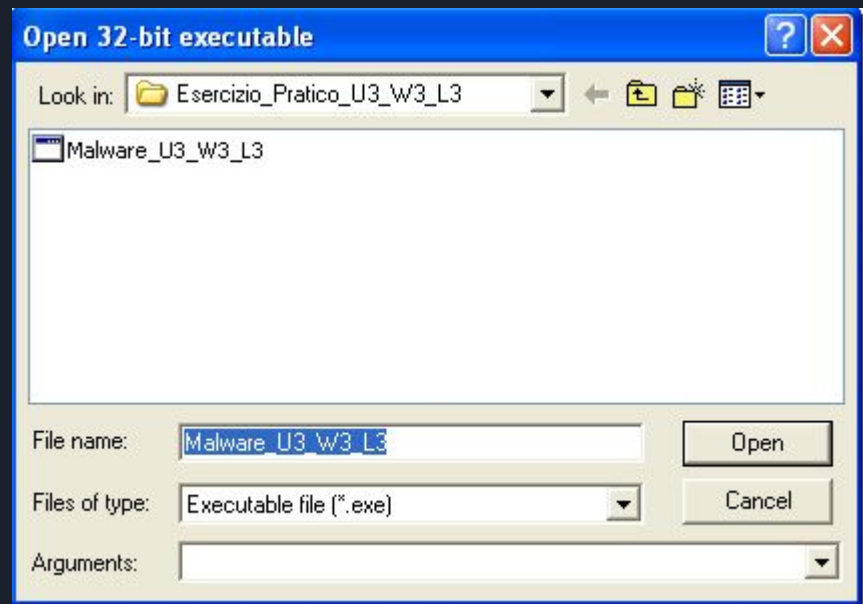 Open 32-bit executable
Look in: Esercizio_Pratico_U3_W3_L3
Malware_U3_W3_L3
File name: Malware_U3_W3_L3 Open
Files of type: Executable file (*.exe) Cancel
Arguments: